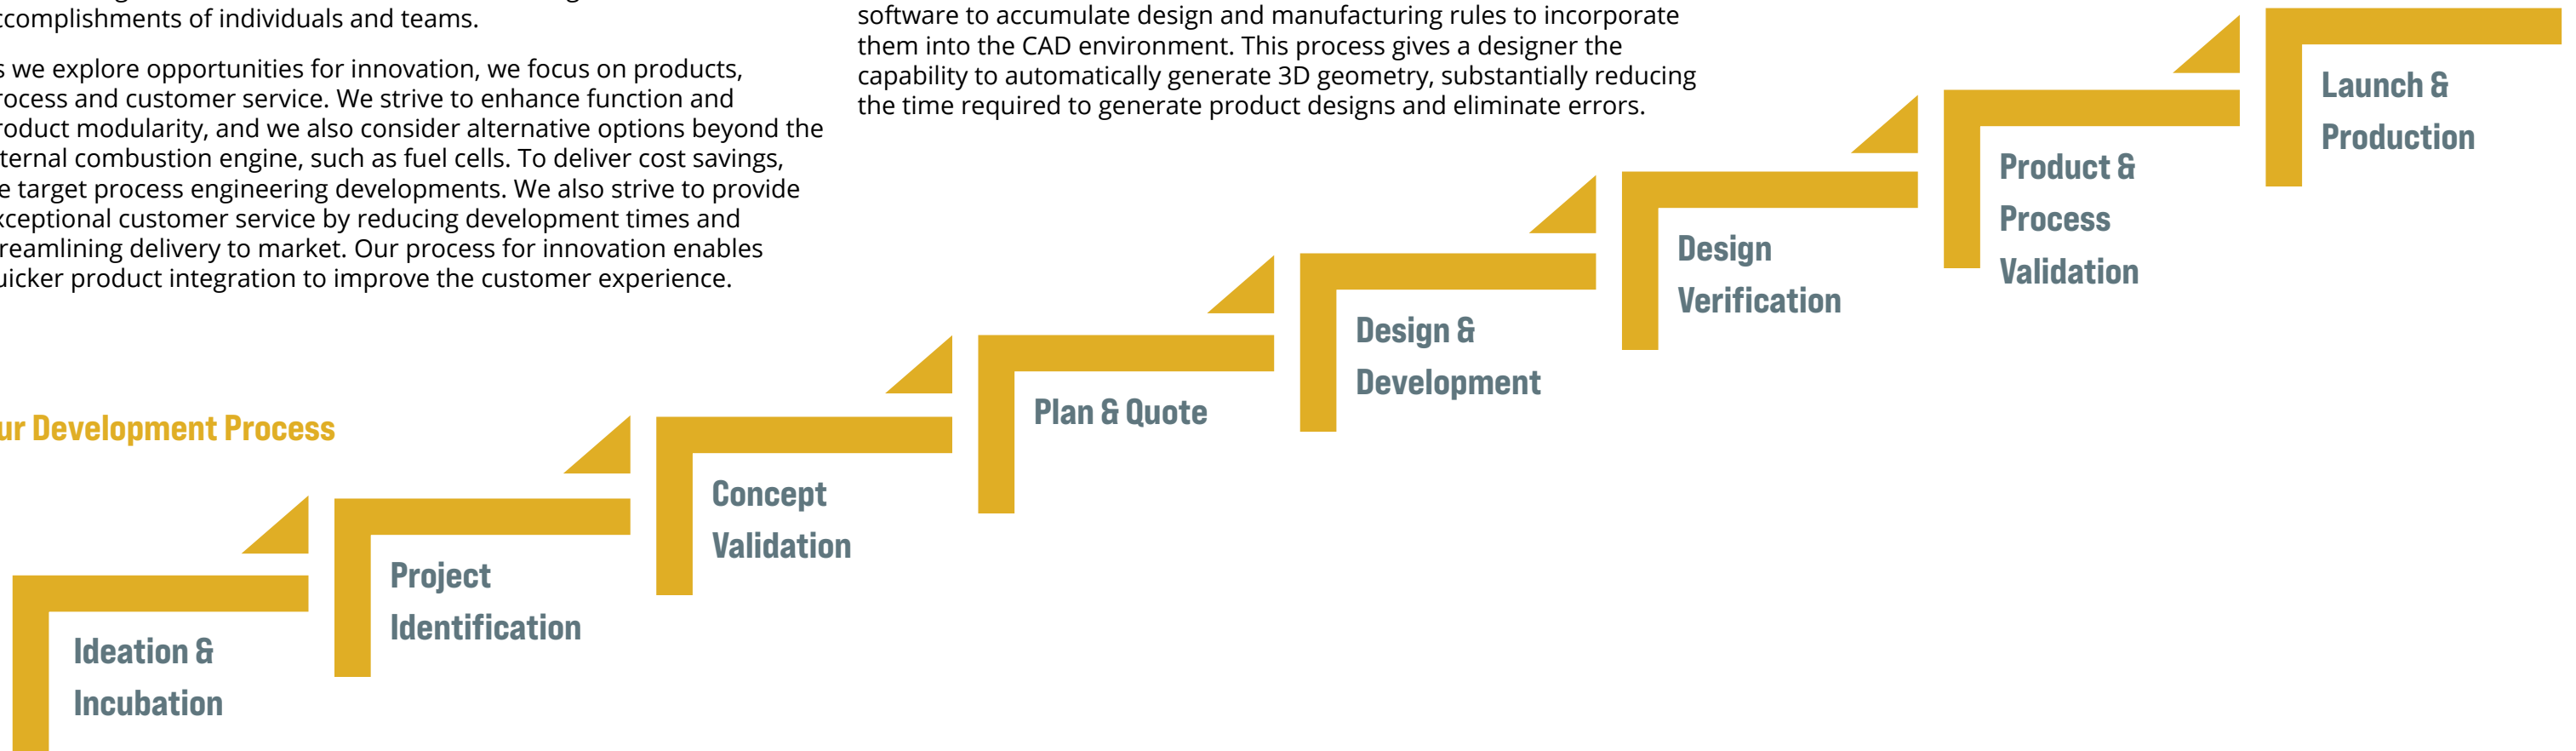 ccomplishments of individuals and teams.
s we explore opportunities for innovation, we focus on products,
rocess and customer service. We strive to enhance function and
roduct modularity, and we also consider alternative options beyond the
ternal combustion engine, such as fuel cells. To deliver cost savings,
e target process engineering developments. We also strive to provide
xceptional customer service by reducing development times and
reamlining delivery to market. Our process for innovation enables
uicker product integration to improve the customer experience.
software to accumulate design and manufacturing rules to incorporate
them into the CAD environment. This process gives a designer the
capability to automatically generate 3D geometry, substantially reducing
the time required to generate product designs and eliminate errors.
ur Development Process
Ideation &
Incubation
Project
Identification
Concept
Validation
Plan & Quote
Design &
Development
Design
Verification
Product &
Process
Validation
Launch &
Production